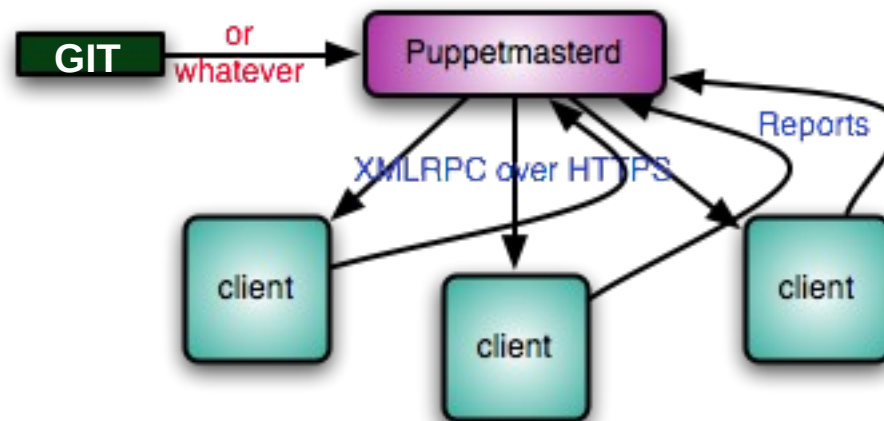 GIT
or
whatever
Puppetmasterd
Reports
XMLRPC over HTTPS
client
client
client